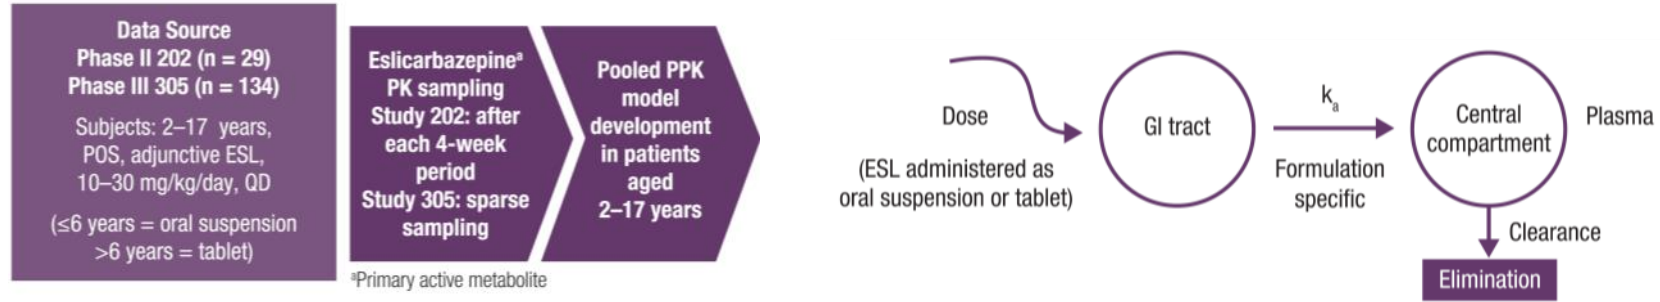 Data Source
Phase II 202 (n = 29)
Phase III 305 (n = 134)
Subjects: 2–17 years,
POS, adjunctive ESL,
10–30 mg/kg/day, QD
(≤6 years = oral suspension
>6 years = tablet)
Eslicarbazepineᵃ
PK sampling
Study 202: after
each 4-week
period
Study 305: sparse
sampling
ᵃPrimary active metabolite
Pooled PPK
model
development
in patients
aged
2–17 years
Dose
(ESL administered as
oral suspension or tablet)
GI tract
kₐ
Formulation
specific
Central
compartment
Plasma
Clearance
Elimination